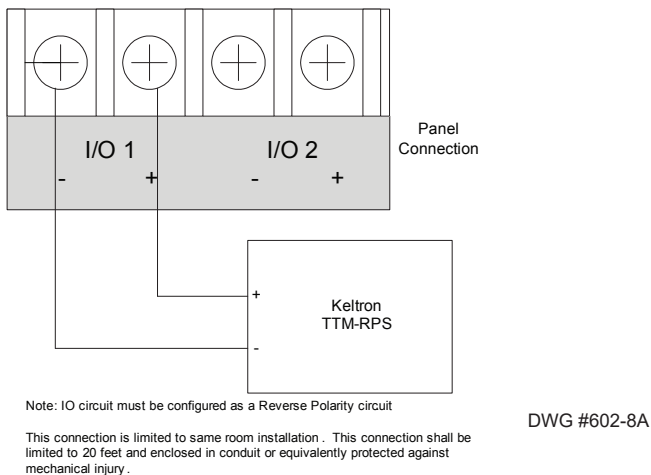 I/O 1 I/O 2
- + - +
Panel
Connection
+
Keltron
TTM-RPS
-
Note: IO circuit must be configured as a Reverse Polarity circuit
DWG #602-8A
This connection is limited to same room installation . This connection shall be
limited to 20 feet and enclosed in conduit or equivalently protected against
mechanical injury .